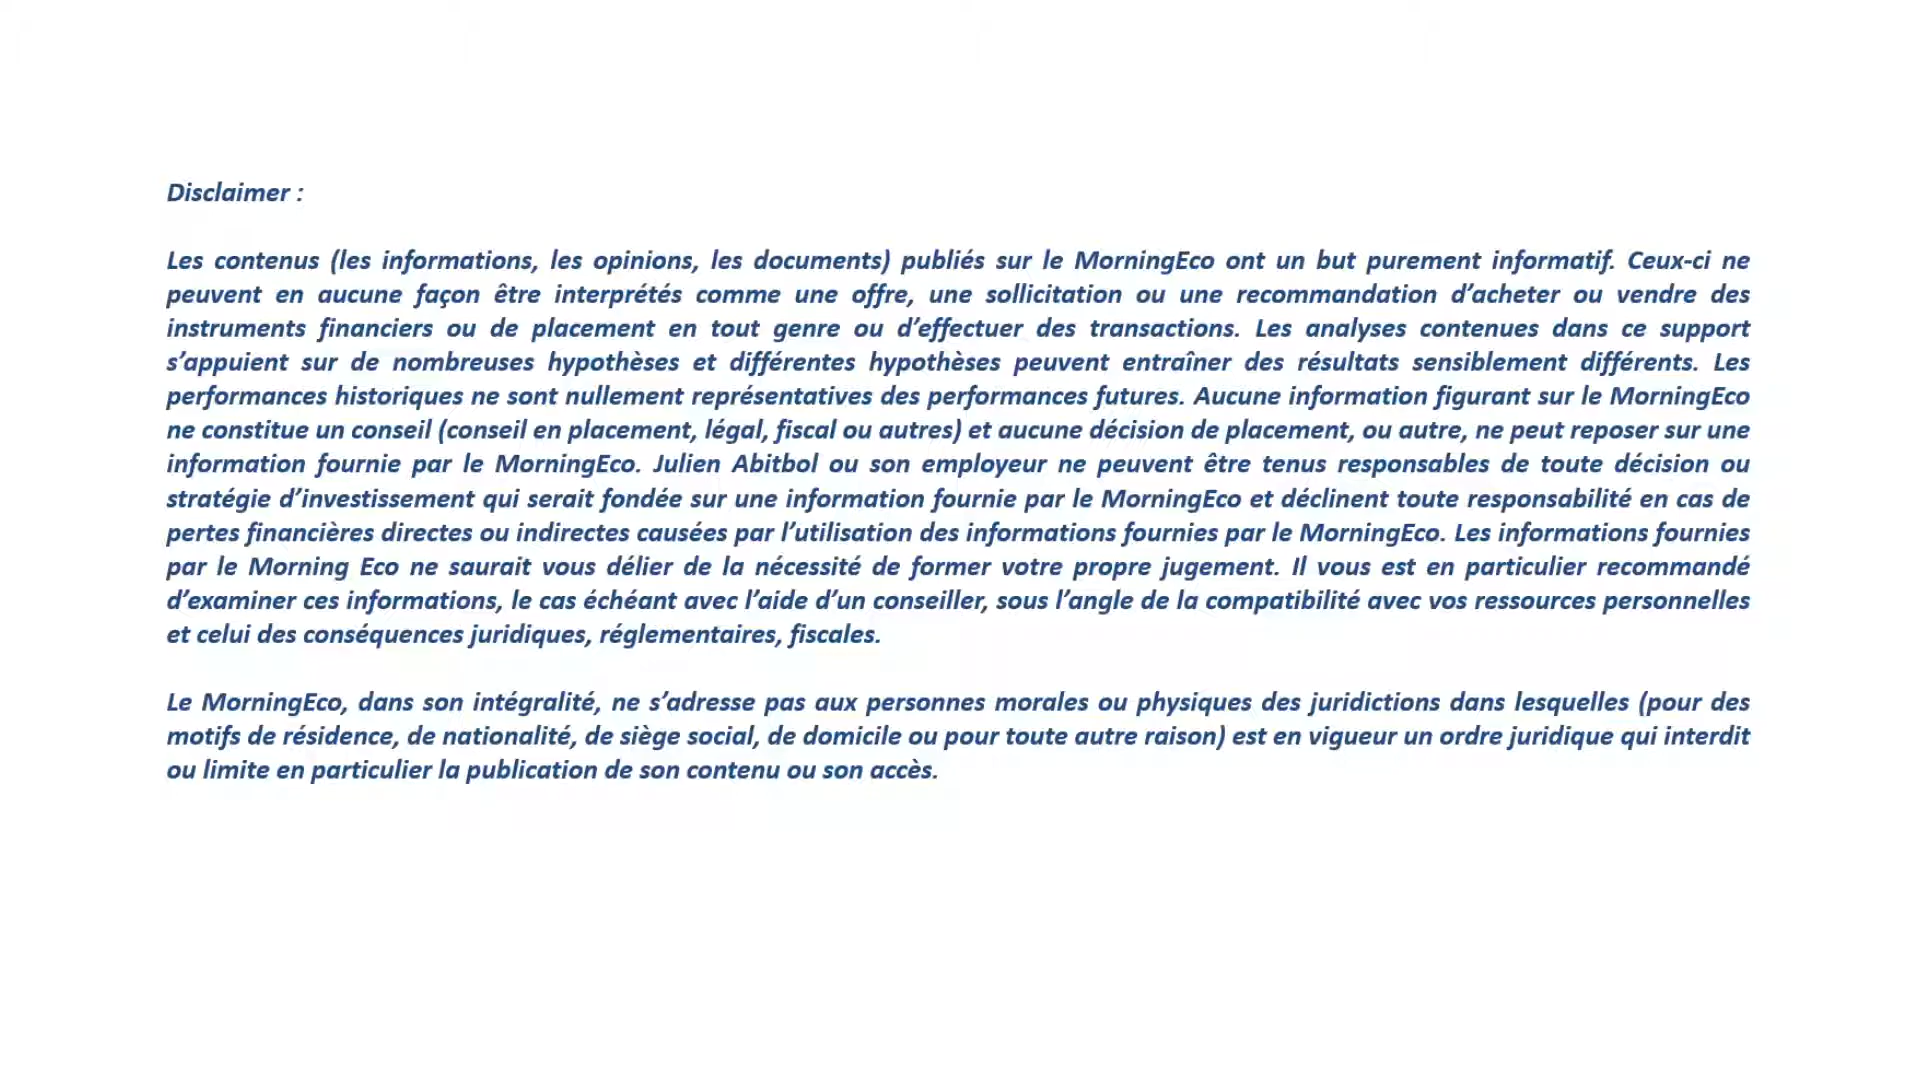 Disclaimer :
Les contenus (les informations, les opinions, les documents) publiés sur le MorningEco ont un but purement informatif. Ceux-ci ne
peuvent en aucune façon être interprétés comme une offre, une sollicitation ou une recommandation d’acheter ou vendre des
instruments financiers ou de placement en tout genre ou d’effectuer des transactions. Les analyses contenues dans ce support
s’appuient sur de nombreuses hypothèses et différentes hypothèses peuvent entraîner des résultats sensiblement différents. Les
performances historiques ne sont nullement représentatives des performances futures. Aucune information figurant sur le MorningEco
ne constitue un conseil (conseil en placement, légal, fiscal ou autres) et aucune décision de placement, ou autre, ne peut reposer sur une
information fournie par le MorningEco. Julien Abitbol ou son employeur ne peuvent être tenus responsables de toute décision ou
stratégie d’investissement qui serait fondée sur une information fournie par le MorningEco et déclinent toute responsabilité en cas de
pertes financières directes ou indirectes causées par l’utilisation des informations fournies par le MorningEco. Les informations fournies
par le Morning Eco ne saurait vous délier de la nécessité de former votre propre jugement. Il vous est en particulier recommandé
d’examiner ces informations, le cas échéant avec l’aide d’un conseiller, sous l’angle de la compatibilité avec vos ressources personnelles
et celui des conséquences juridiques, réglementaires, fiscales.
Le MorningEco, dans son intégralité, ne s’adresse pas aux personnes morales ou physiques des juridictions dans lesquelles (pour des
motifs de résidence, de nationalité, de siège social, de domicile ou pour toute autre raison) est en vigueur un ordre juridique qui interdit
ou limite en particulier la publication de son contenu ou son accès.